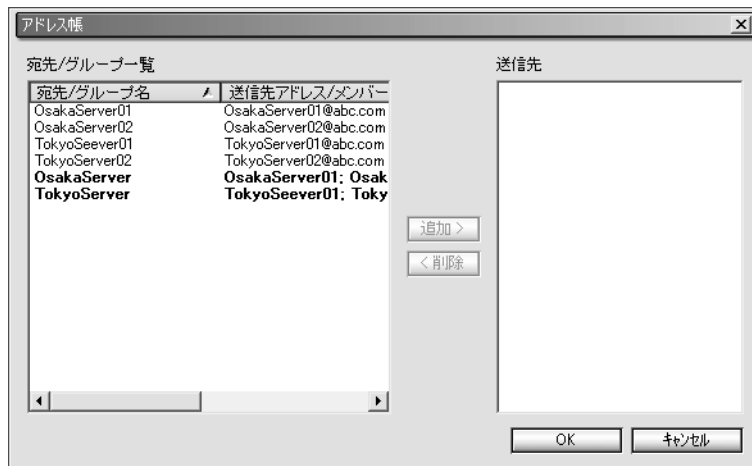 アドレス帳
宛先/グループ一覧
送信先
宛先/グループ名 送信先アドレス/メンバー
OsakaServer01 OsakaServer01@abc.com
OsakaServer02 OsakaServer02@abc.com
TokyoSeever01 TokyoServer01@abc.com
TokyoServer02 TokyoServer02@abc.com
OsakaServer OsakaServer01; Osak
TokyoServer TokyoSeever01; Toky
追加 >
< 削除
OK キャンセル